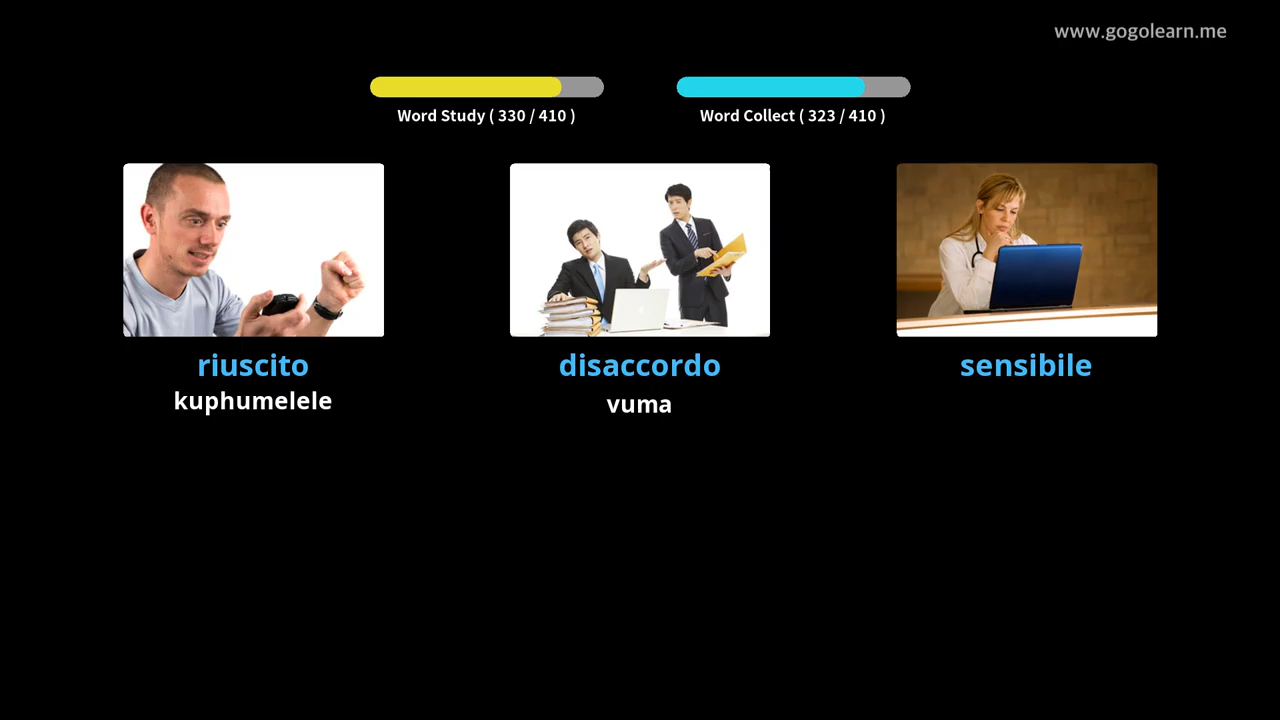 www.gogolearn.me
Word Study ( 330 / 410 )
Word Collect ( 323 / 410 )
riuscito
disaccordo
sensibile
kuphumelele
vuma